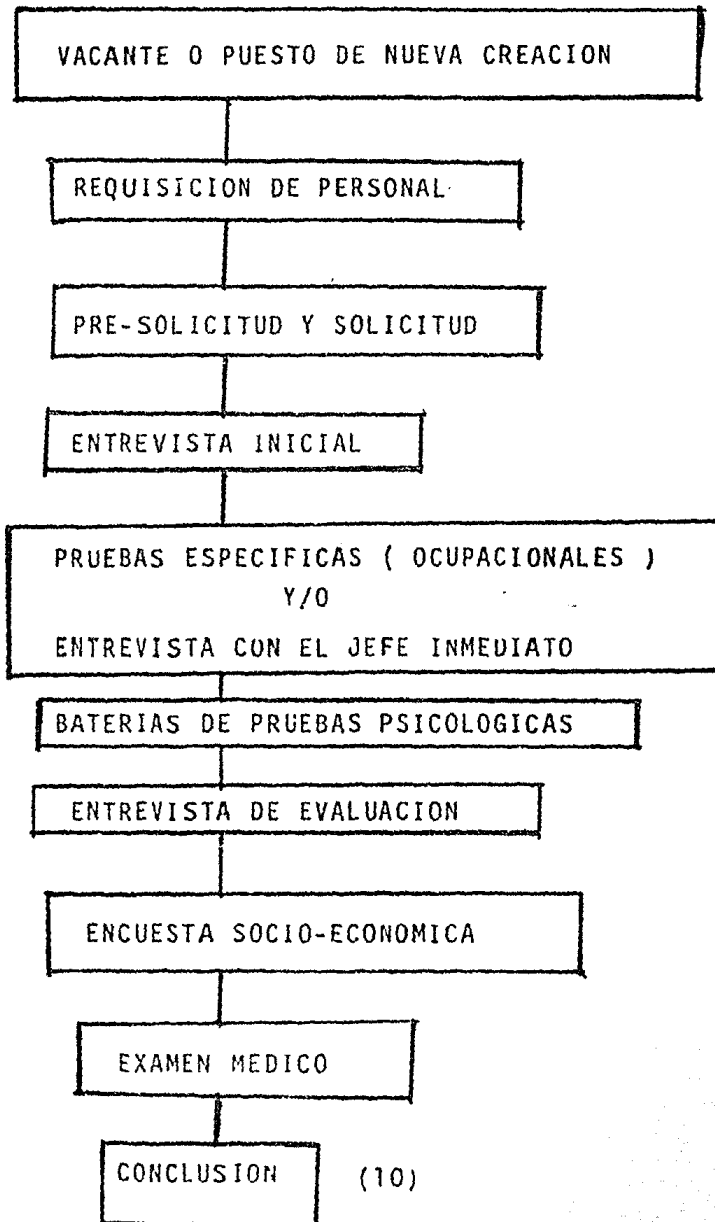 VACANTE O PUESTO DE NUEVA CREACION
REQUISICION DE PERSONAL
PRE-SOLICITUD Y SOLICITUD
ENTREVISTA INICIAL
PRUEBAS ESPECIFICAS ( OCUPACIONALES )
Y/O
ENTREVISTA CON EL JEFE INMEDIATO
BATERIAS DE PRUEBAS PSICOLOGICAS
ENTREVISTA DE EVALUACION
ENCUESTA SOCIO-ECONOMICA
EXAMEN MEDICO
CONCLUSION (10)